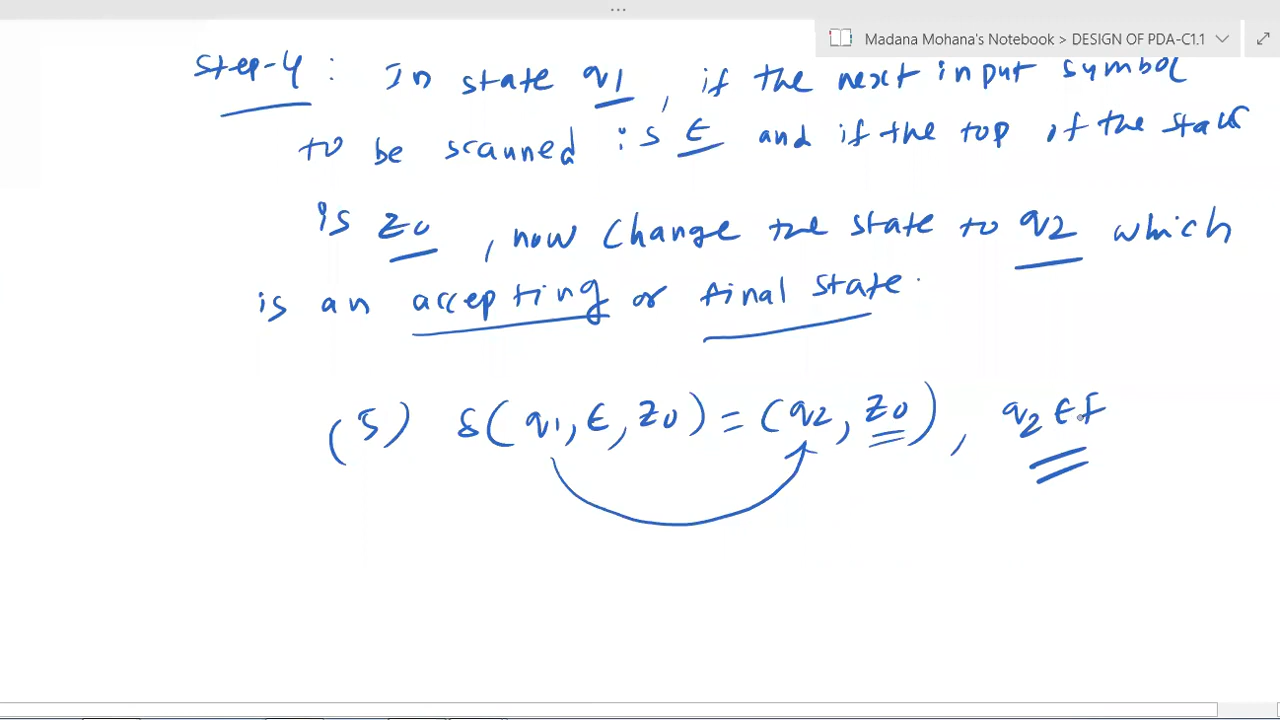 Madana Mohana's Notebook > DESIGN OF PDA-C1.1
Step-4 : In state q1, if the next input symbol
to be scanned is ε and if the top of the stack
is z0, now change the state to q2 which
is an accepting or final state.
(5) δ(q1, ε, z0) = (q2, z0), q2 ∈ F